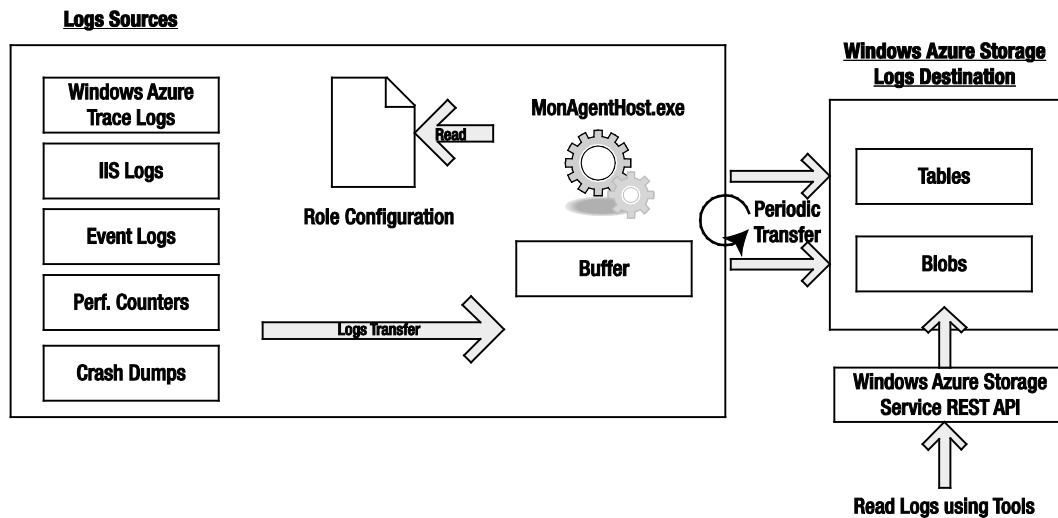 Logs Sources
Windows Azure Storage
Logs Destination
Windows Azure
Trace Logs
IIS Logs
Event Logs
Perf. Counters
Crash Dumps
Read
Role Configuration
MonAgentHost.exe
Buffer
Logs Transfer
Periodic
Transfer
Tables
Blobs
Windows Azure Storage
Service REST API
Read Logs using Tools